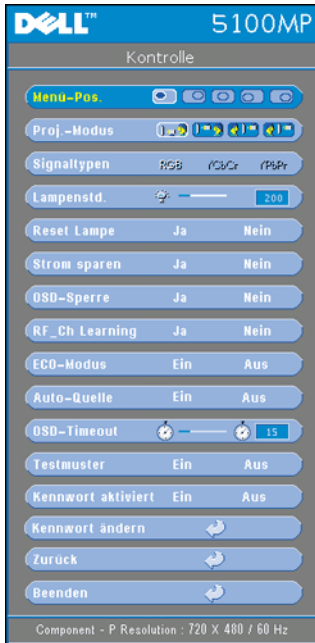 DELL™ 5100MP
Kontrolle
Menü-Pos.
Proj.-Modus
Signaltypen RGB YCbCr YPbPr
Lampenstd. 200
Reset Lampe Ja Nein
Strom sparen Ja Nein
OSD-Sperre Ja Nein
RF_Ch Learning Ja Nein
ECO-Modus Ein Aus
Auto-Quelle Ein Aus
OSD-Timeout 15
Testmuster Ein Aus
Kennwort aktiviert Ein Aus
Kennwort ändern
Zurück
Beenden
Component - P Resolution : 720 X 480 / 60 Hz